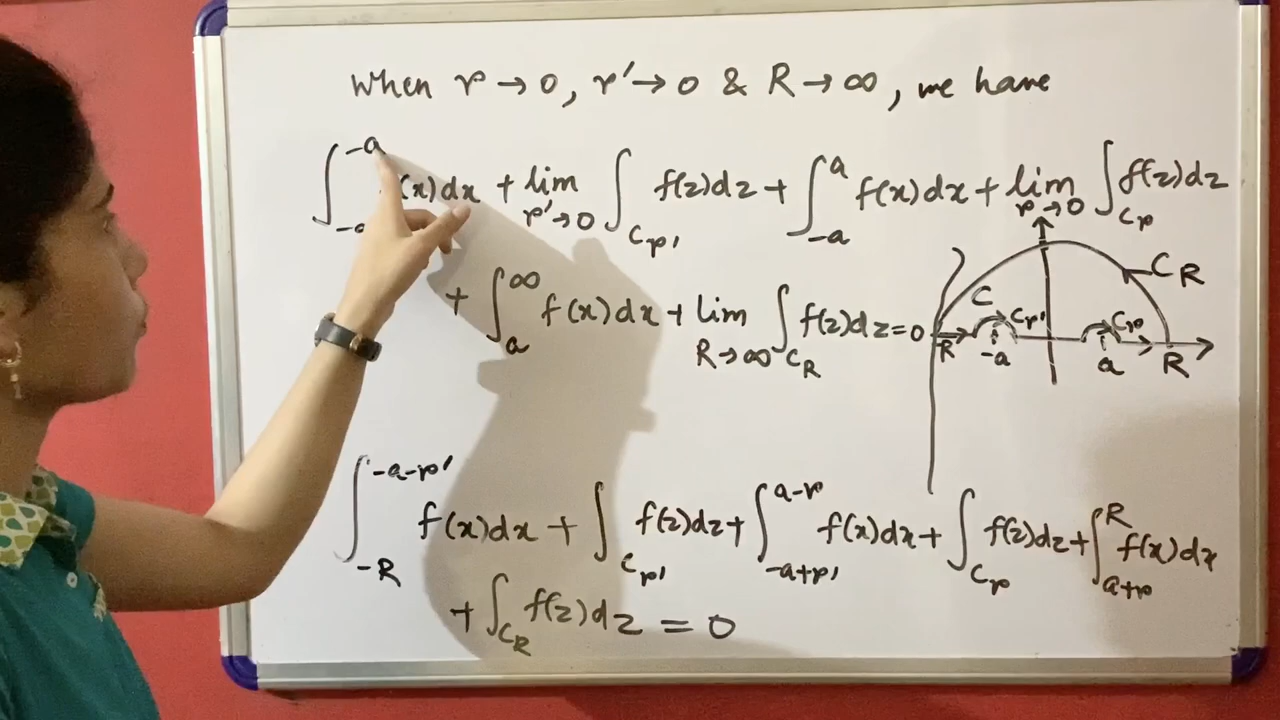 When r → 0, r' → 0 & R → ∞, we have
∫_{-}^{-a} (x)dx + lim_{r'→0} ∫_{C_{r'}} f(z)dz + ∫_{-a}^{a} f(x)dx + lim_{r→0} ∫_{C_r} f(z)dz
+ ∫_{a}^{∞} f(x)dx + lim_{R→∞} ∫_{C_R} f(z)dz = 0
C_R
C C_{r'} C_r
R -a a R
∫_{-R}^{-a-r'} f(x)dx + ∫_{C_{r'}} f(z)dz + ∫_{-a+r'}^{a-r} f(x)dx + ∫_{C_r} f(z)dz + ∫_{a+r}^{R} f(x)dx
+ ∫_{C_R} f(z)dz = 0